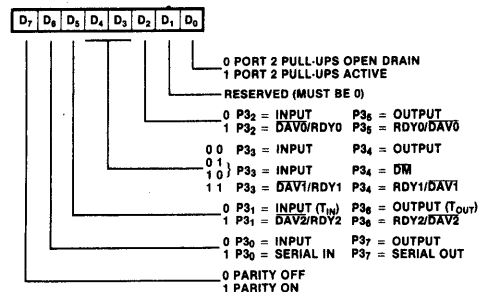 D7 D6 D5 D4 D3 D2 D1 D0
0 PORT 2 PULL-UPS OPEN DRAIN
1 PORT 2 PULL-UPS ACTIVE
RESERVED (MUST BE 0)
0 P32 = INPUT P35 = OUTPUT
1 P32 = DAV0/RDY0 P35 = RDY0/DAV0
0 0 P33 = INPUT P34 = OUTPUT
0 1
1 0 } P33 = INPUT P34 = DM
1 1 P33 = DAV1/RDY1 P34 = RDY1/DAV1
0 P31 = INPUT (TIN) P36 = OUTPUT (TOUT)
1 P31 = DAV2/RDY2 P36 = RDY2/DAV2
0 P30 = INPUT P37 = OUTPUT
1 P30 = SERIAL IN P37 = SERIAL OUT
0 PARITY OFF
1 PARITY ON